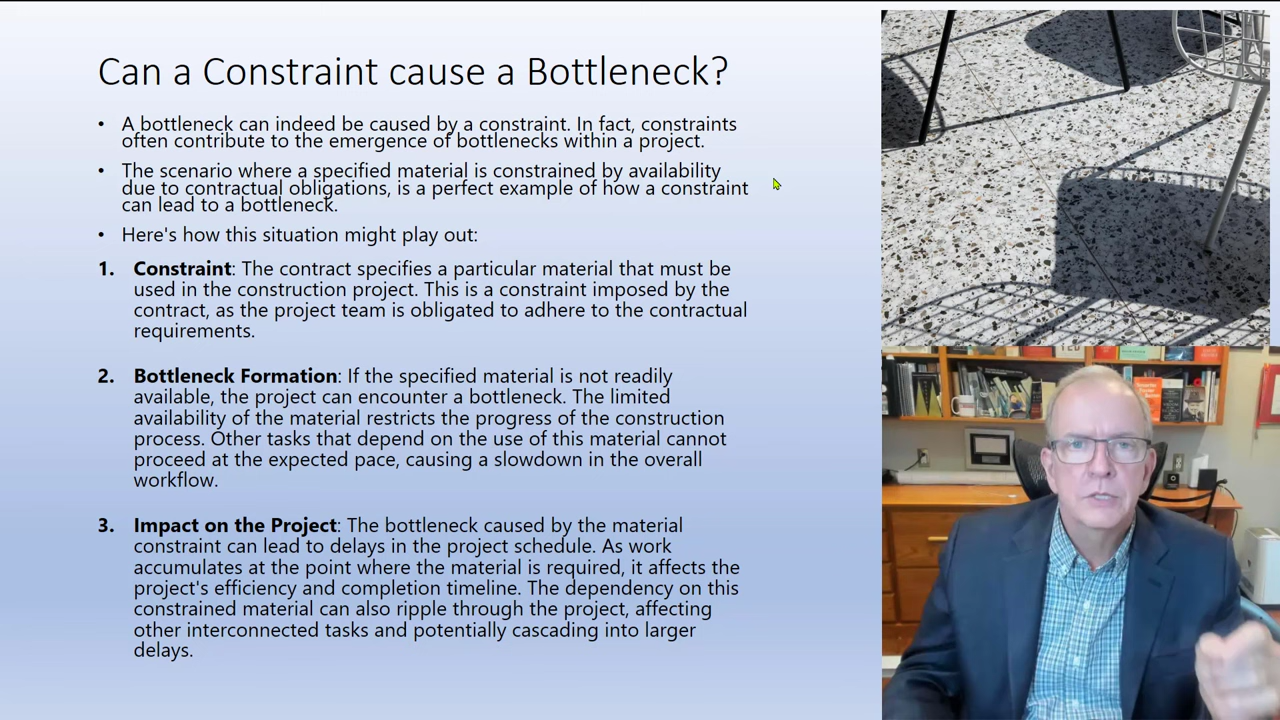 Can a Constraint cause a Bottleneck?
• A bottleneck can indeed be caused by a constraint. In fact, constraints
often contribute to the emergence of bottlenecks within a project.
• The scenario where a specified material is constrained by availability
due to contractual obligations, is a perfect example of how a constraint
can lead to a bottleneck.
• Here's how this situation might play out:
1. Constraint: The contract specifies a particular material that must be
used in the construction project. This is a constraint imposed by the
contract, as the project team is obligated to adhere to the contractual
requirements.
2. Bottleneck Formation: If the specified material is not readily
available, the project can encounter a bottleneck. The limited
availability of the material restricts the progress of the construction
process. Other tasks that depend on the use of this material cannot
proceed at the expected pace, causing a slowdown in the overall
workflow.
3. Impact on the Project: The bottleneck caused by the material
constraint can lead to delays in the project schedule. As work
accumulates at the point where the material is required, it affects the
project's efficiency and completion timeline. The dependency on this
constrained material can also ripple through the project, affecting
other interconnected tasks and potentially cascading into larger
delays.